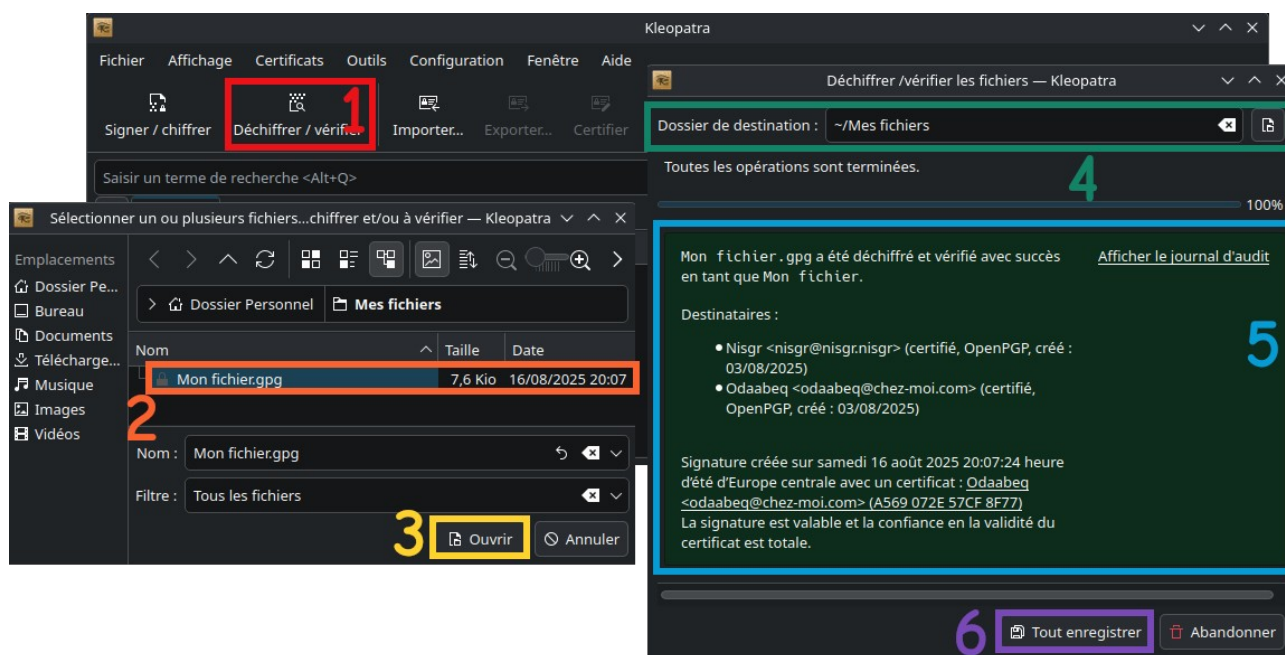 Kleopatra
Fichier Affichage Certificats Outils Configuration Fenêtre Aide
Signer / chiffrer Déchiffrer / vérifier Importer... Exporter... Certifier
1
Saisir un terme de recherche <Alt+Q>
Sélectionner un ou plusieurs fichiers...chiffrer et/ou à vérifier — Kleopatra
Emplacements
Dossier Pe...
Bureau
Documents
Télécharge...
Musique
Images
Vidéos
Dossier Personnel Mes fichiers
Nom Taille Date
Mon fichier.gpg 7,6 Kio 16/08/2025 20:07
2
Nom : Mon fichier.gpg
Filtre : Tous les fichiers
3
Ouvrir Annuler
Déchiffrer /vérifier les fichiers — Kleopatra
Dossier de destination : ~/Mes fichiers
4
Toutes les opérations sont terminées.
100%
Mon fichier.gpg a été déchiffré et vérifié avec succès
en tant que Mon fichier.
Afficher le journal d'audit
Destinataires :
Nisgr <nisgr@nisgr.nisgr> (certifié, OpenPGP, créé :
03/08/2025)
Odaabeq <odaabeq@chez-moi.com> (certifié,
OpenPGP, créé : 03/08/2025)
5
Signature créée sur samedi 16 août 2025 20:07:24 heure
d'été d'Europe centrale avec un certificat : Odaabeq
<odaabeq@chez-moi.com> (A569 072E 57CF 8F77)
La signature est valable et la confiance en la validité du
certificat est totale.
6
Tout enregistrer Abandonner